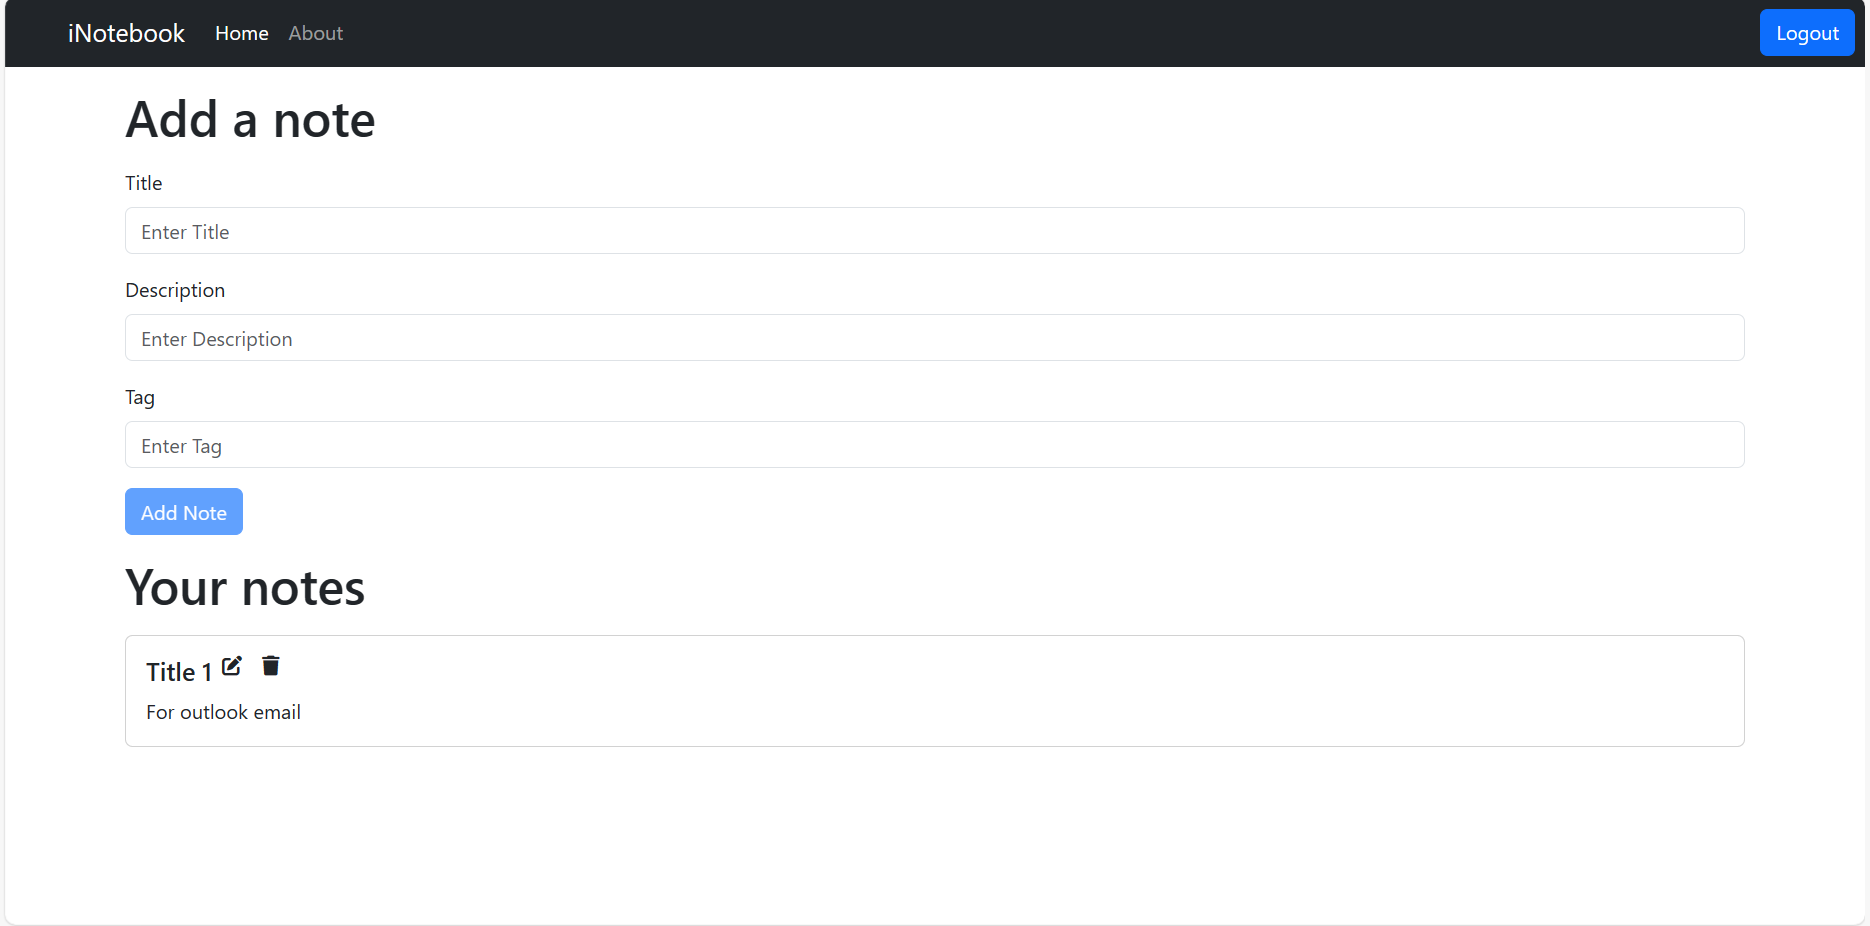 iNotebook Home About Logout
Add a note
Title
Enter Title
Description
Enter Description
Tag
Enter Tag
Add Note
Your notes
Title 1
For outlook email